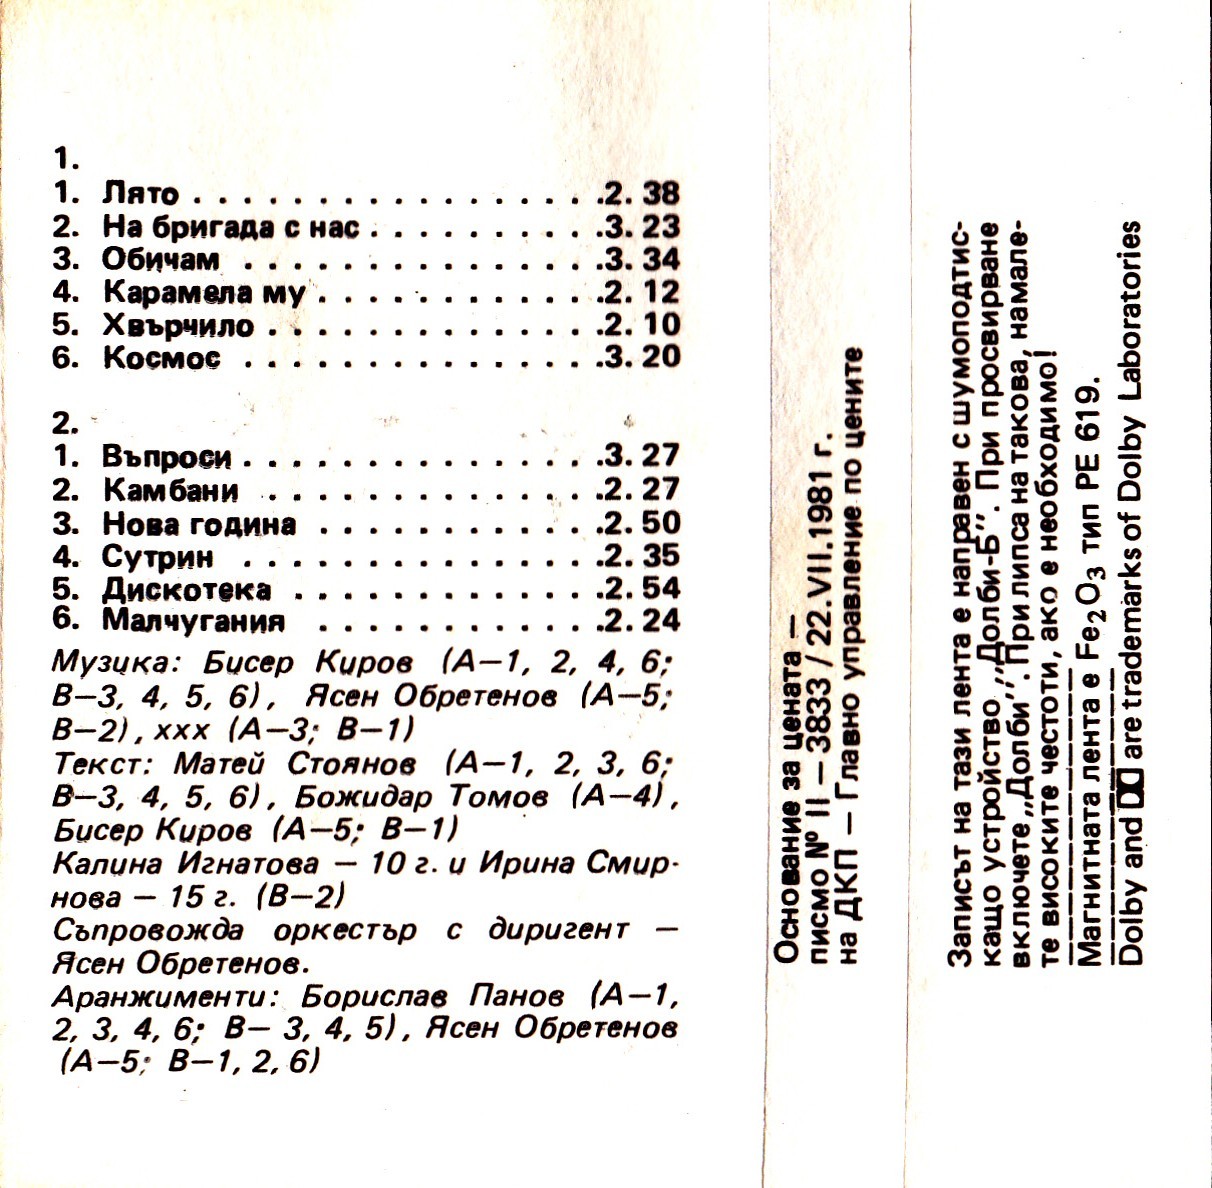 1.
1. Лято . . . . . . . . . . . . . . . . .2. 38
2. На бригада с нас . . . . . . . . . .3. 23
3. Обичам . . . . . . . . . . . . . . .3. 34
4. Карамела му . . . . . . . . . . . .2. 12
5. Хвърчило . . . . . . . . . . . . . .2. 10
6. Космос . . . . . . . . . . . . . . .3. 20
2.
1. Въпроси . . . . . . . . . . . . . . .3. 27
2. Камбани . . . . . . . . . . . . . .2. 27
3. Нова година . . . . . . . . . . . .2. 50
4. Сутрин . . . . . . . . . . . . . . .2. 35
5. Дискотека . . . . . . . . . . . . .2. 54
6. Малчугания . . . . . . . . . . . .2. 24
Музика: Бисер Киров (А—1, 2, 4, 6;
В—3, 4, 5, 6), Ясен Обретенов (А—5;
В—2), xxx (А—3; В—1)
Текст: Матей Стоянов (А—1, 2, 3, 6;
В—3, 4, 5, 6), Божидар Томов (А—4),
Бисер Киров (А—5; В—1)
Калина Игнатова — 10 г. и Ирина Смир-
нова — 15 г. (В—2)
Съпровожда оркестър с диригент —
Ясен Обретенов.
Аранжименти: Борислав Панов (А—1,
2, 3, 4, 6; В— 3, 4, 5), Ясен Обретенов
(А—5; В—1, 2, 6)
Основание за цената —
писмо № II — 3833 / 22.VII.1981 г.
на ДКП — Главно управление по цените
Записът на тази лента е направен с шумоподтис-
кащо устройство „Долби-Б". При просвирване
включете „Долби". При липса на такова, намале-
те високите честоти, ако е необходимо!
Магнитната лента е Fe₂O₃ тип PE 619.
Dolby and are trademarks of Dolby Laboratories